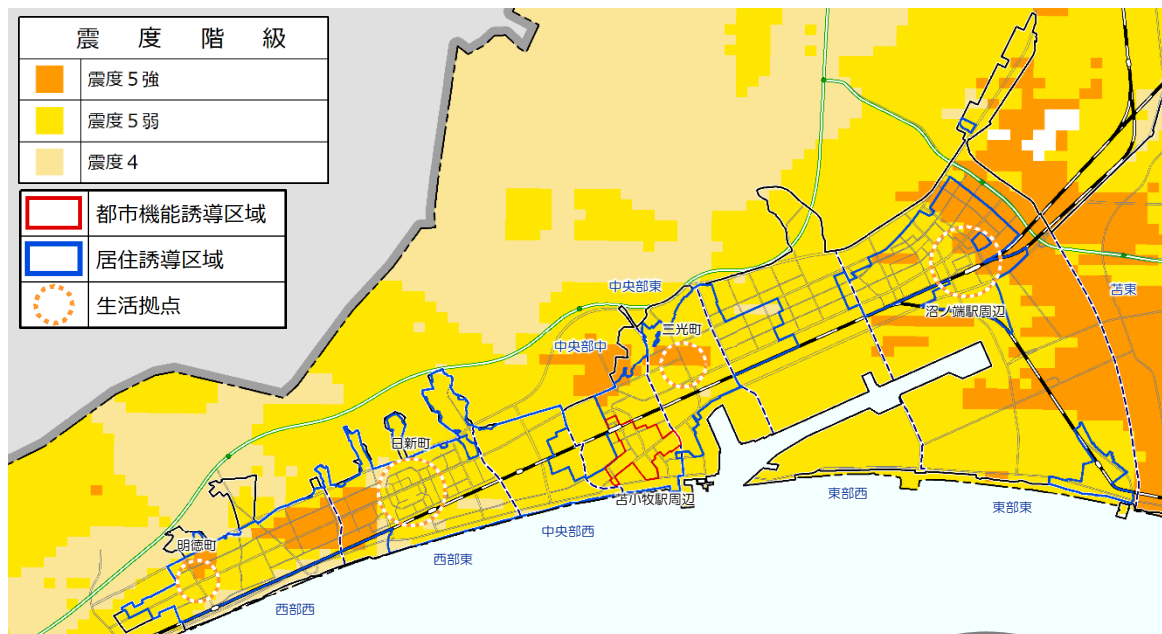 震度階級
震度５強
震度５弱
震度４
都市機能誘導区域
居住誘導区域
生活拠点
中央部東
苫東
沼ノ端駅周辺
三光町
中央部中
日新町
苫小牧駅周辺
東部西
東部東
中央部西
明徳町
西部東
西部西